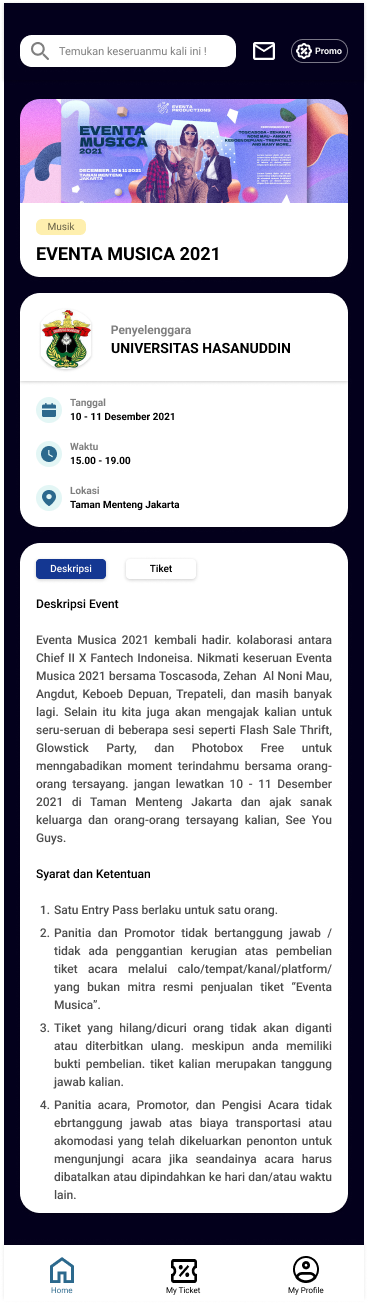 Temukan keseruanmu kali ini !
Promo
EVENTA
PRODUCTIONS
EVENTA
MUSICA
2021
DECEMBER 10 & 11 2021
TAMAN MENTENG
JAKARTA
AND MANY MORE...
Musik
EVENTA MUSICA 2021
Penyelenggara
UNIVERSITAS HASANUDDIN
Tanggal
10 - 11 Desember 2021
Waktu
15.00 - 19.00
Lokasi
Taman Menteng Jakarta
Deskripsi
Tiket
Deskripsi Event
Eventa Musica 2021 kembali hadir. kolaborasi antara
Chief II X Fantech Indoneisa. Nikmati keseruan Eventa
Musica 2021 bersama Toscasoda, Zehan Al Noni Mau,
Angdut, Keboeb Depuan, Trepateli, dan masih banyak
lagi. Selain itu kita juga akan mengajak kalian untuk
seru-seruan di beberapa sesi seperti Flash Sale Thrift,
Glowstick Party, dan Photobox Free untuk
menngabadikan moment terindahmu bersama orang-
orang tersayang. jangan lewatkan 10 - 11 Desember
2021 di Taman Menteng Jakarta dan ajak sanak
keluarga dan orang-orang tersayang kalian, See You
Guys.
Syarat dan Ketentuan
1. Satu Entry Pass berlaku untuk satu orang.
2. Panitia dan Promotor tidak bertanggung jawab /
tidak ada penggantian kerugian atas pembelian
tiket acara melalui calo/tempat/kanal/platform/
yang bukan mitra resmi penjualan tiket “Eventa
Musica”.
3. Tiket yang hilang/dicuri orang tidak akan diganti
atau diterbitkan ulang. meskipun anda memiliki
bukti pembelian. tiket kalian merupakan tanggung
jawab kalian.
4. Panitia acara, Promotor, dan Pengisi Acara tidak
ebrtanggung jawab atas biaya transportasi atau
akomodasi yang telah dikeluarkan penonton untuk
mengunjungi acara jika seandainya acara harus
dibatalkan atau dipindahkan ke hari dan/atau waktu
lain.
Home
My Ticket
My Profile